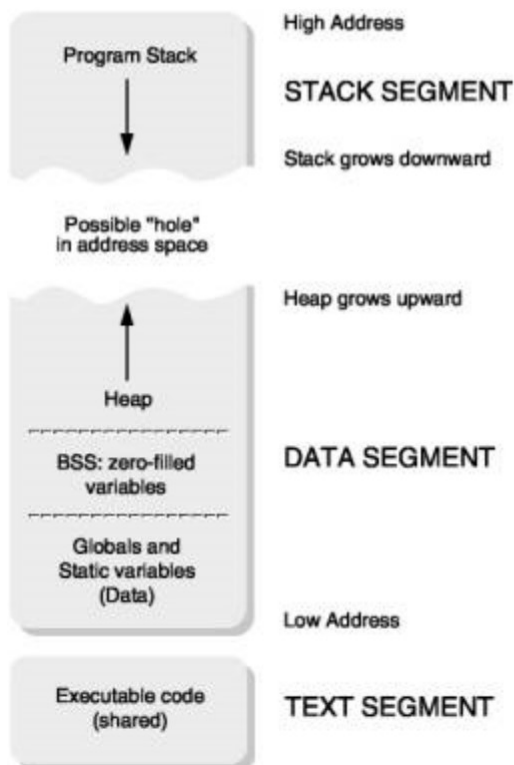 High Address
Program Stack
STACK SEGMENT
Stack grows downward
Possible "hole"
in address space
Heap grows upward
Heap
BSS: zero-filled
variables
DATA SEGMENT
Globals and
Static variables
(Data)
Low Address
Executable code
(shared)
TEXT SEGMENT